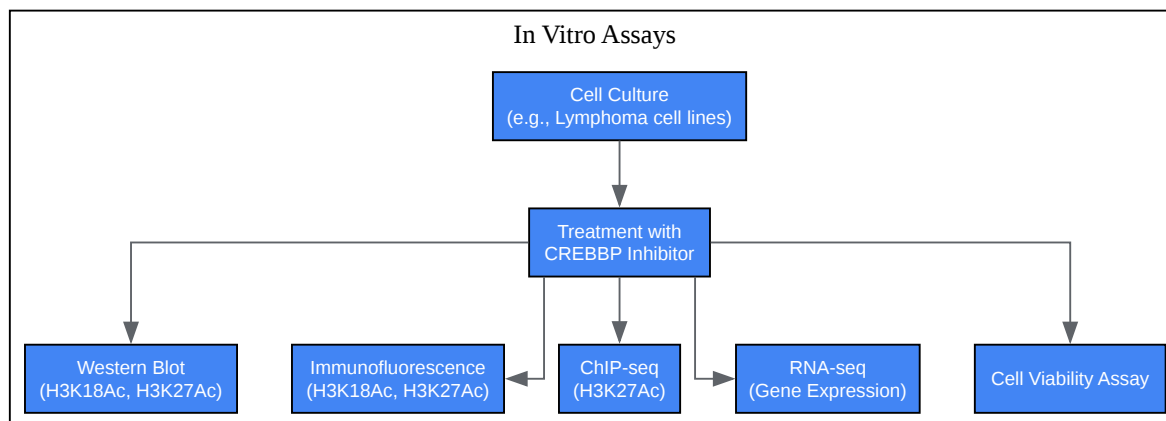 In Vitro Assays
Cell Culture
(e.g., Lymphoma cell lines)
Treatment with
CREBBP Inhibitor
Western Blot
(H3K18Ac, H3K27Ac)
Immunofluorescence
(H3K18Ac, H3K27Ac)
ChIP-seq
(H3K27Ac)
RNA-seq
(Gene Expression)
Cell Viability Assay